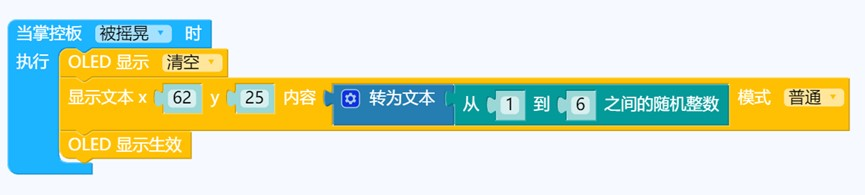 当掌控板 被摇晃 时
执行 OLED 显示 清空
显示文本 x 62 y 25 内容 转为文本 从 1 到 6 之间的随机整数 模式 普通
OLED 显示生效